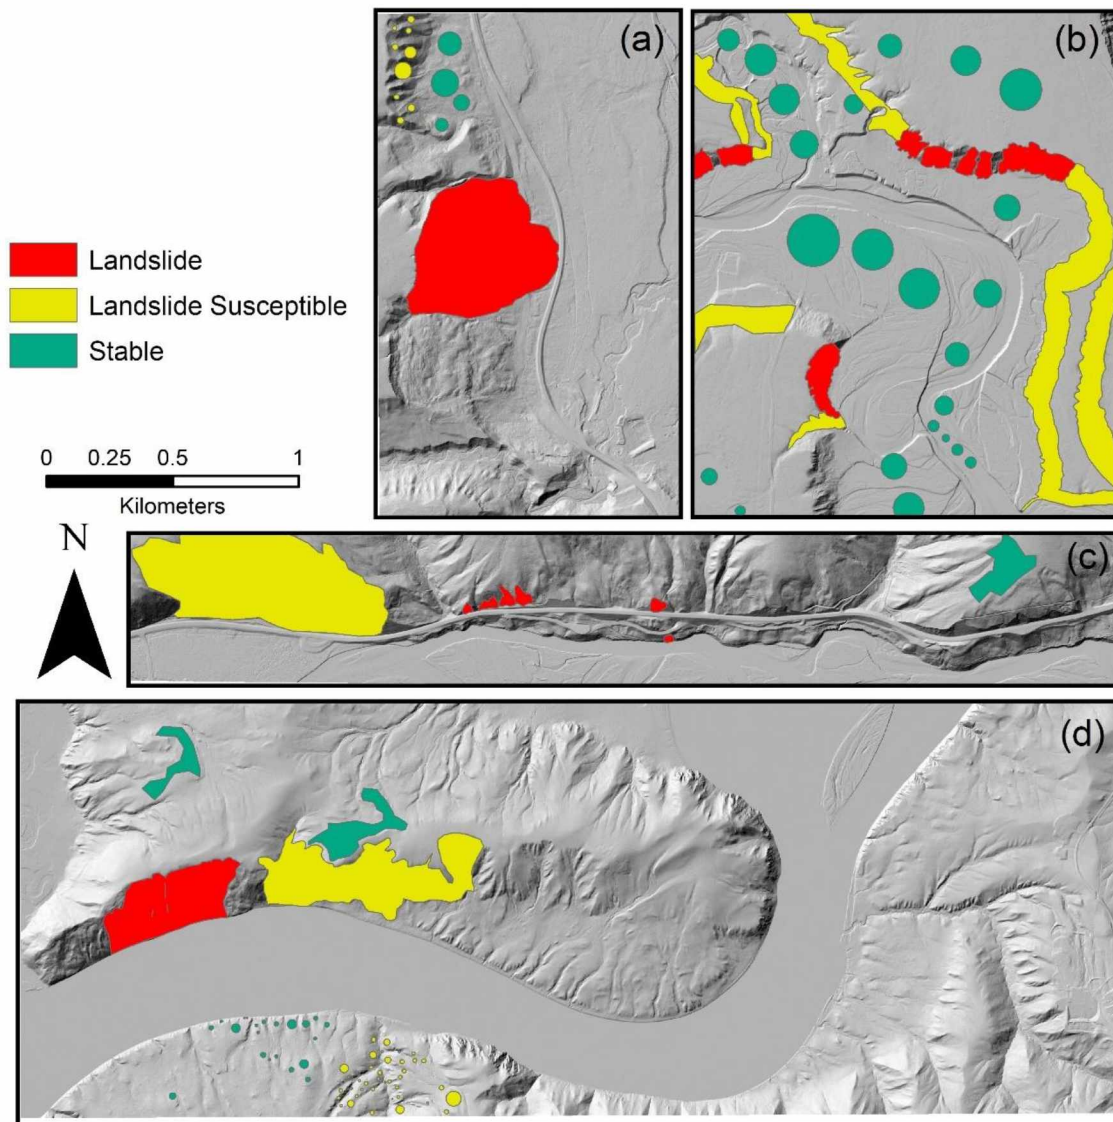 (a)
(b)
Landslide
Landslide Susceptible
Stable
0 0.25 0.5 1
Kilometers
N
(c)
(d)